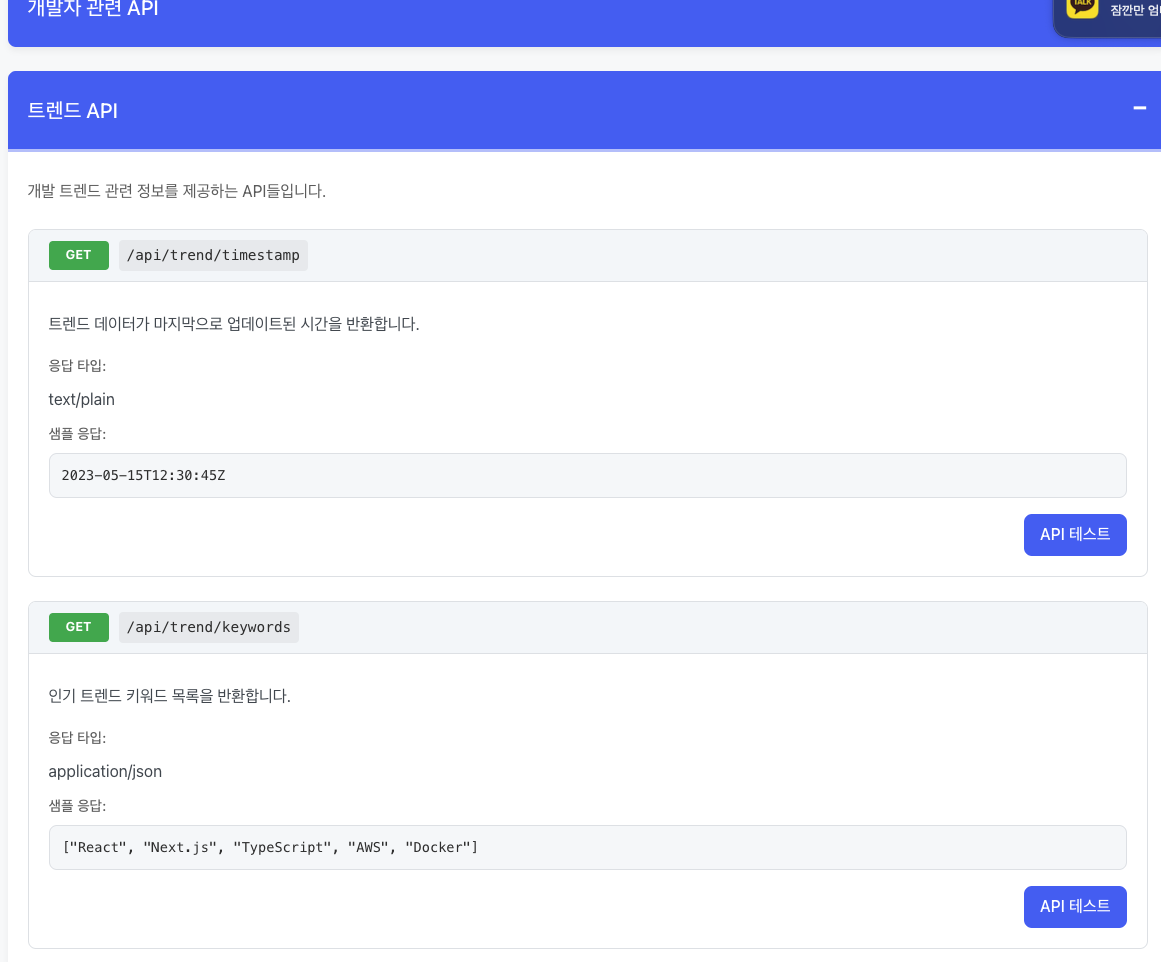 개발자 관련 API
TALK
잠깐만
트렌드 API
개발 트렌드 관련 정보를 제공하는 API들입니다.
GET /api/trend/timestamp
트렌드 데이터가 마지막으로 업데이트된 시간을 반환합니다.
응답 타입:
text/plain
샘플 응답:
2023-05-15T12:30:45Z
API 테스트
GET /api/trend/keywords
인기 트렌드 키워드 목록을 반환합니다.
응답 타입:
application/json
샘플 응답:
["React", "Next.js", "TypeScript", "AWS", "Docker"]
API 테스트